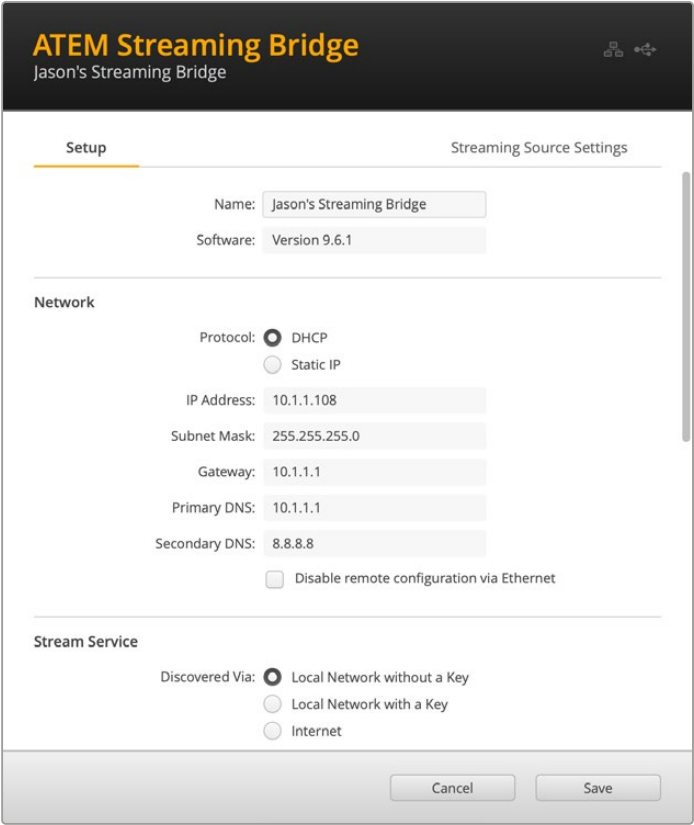 ATEM Streaming Bridge
Jason's Streaming Bridge
Setup Streaming Source Settings
Name: Jason's Streaming Bridge
Software: Version 9.6.1
Network
Protocol: DHCP
Static IP
IP Address: 10.1.1.108
Subnet Mask: 255.255.255.0
Gateway: 10.1.1.1
Primary DNS: 10.1.1.1
Secondary DNS: 8.8.8.8
Disable remote configuration via Ethernet
Stream Service
Discovered Via: Local Network without a Key
Local Network with a Key
Internet
Cancel Save